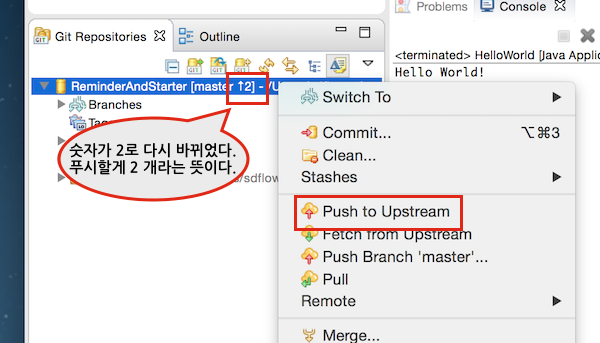 Git Repositories
Outline
Problems
Console
<terminated> HelloWorld [Java Applic
Hello World!
ReminderAndStarter [master ↑2] - /U
Branches
숫자가 2로 다시 바뀌었다.
푸시할게 2 개라는 뜻이다.
s/sdflow
Switch To
Commit... ⌥⌘3
Clean...
Stashes
Push to Upstream
Fetch from Upstream
Push Branch 'master'...
Pull
Remote
Merge...